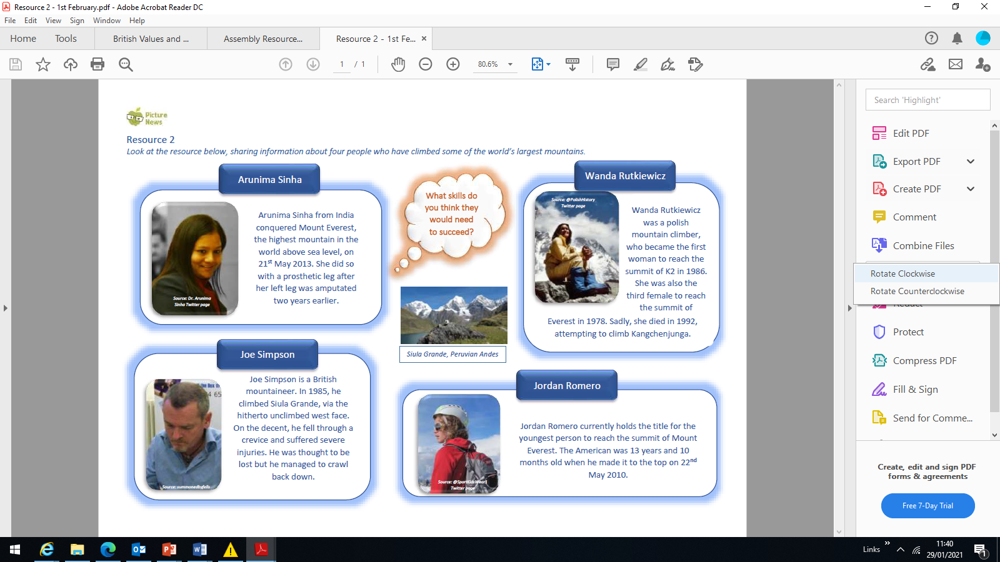 Resource 2 - 1st February.pdf - Adobe Acrobat Reader DC
File Edit View Sign Window Help
Home Tools British Values and ... Assembly Resource... Resource 2 - 1st Fe... ×
1 / 1 80.6%
Search 'Highlight'
Edit PDF
Export PDF
Create PDF
Comment
Combine Files
Rotate Clockwise
Rotate Counterclockwise
Redact
Protect
Compress PDF
Fill & Sign
Send for Comme...
Create, edit and sign PDF
forms & agreements
Free 7-Day Trial
Picture
News
Resource 2
Look at the resource below, sharing information about four people who have climbed some of the world's largest mountains.
Arunima Sinha
Arunima Sinha from India
conquered Mount Everest,
the highest mountain in the
world above sea level, on
21st May 2013. She did so
with a prosthetic leg after
her left leg was amputated
two years earlier.
Source: Dr. Arunima
Sinha Twitter page
What skills do
you think they
would need
to succeed?
Siula Grande, Peruvian Andes
Wanda Rutkiewicz
Source: @PolishHistory
Twitter page
Wanda Rutkiewicz
was a polish
mountain climber,
who became the first
woman to reach the
summit of K2 in 1986.
She was also the
third female to reach
the summit of
Everest in 1978. Sadly, she died in 1992,
attempting to climb Kangchenjunga.
Joe Simpson
Joe Simpson is a British
mountaineer. In 1985, he
climbed Siula Grande, via the
hitherto unclimbed west face.
On the decent, he fell through a
crevice and suffered severe
injuries. He was thought to be
lost but he managed to crawl
back down.
Source: summonedbyfells
Jordan Romero
Jordan Romero currently holds the title for the
youngest person to reach the summit of Mount
Everest. The American was 13 years and 10
months old when he made it to the top on 22nd
May 2010.
Source: @SportKidsWear1
Twitter page
Links
11:40
29/01/2021
1